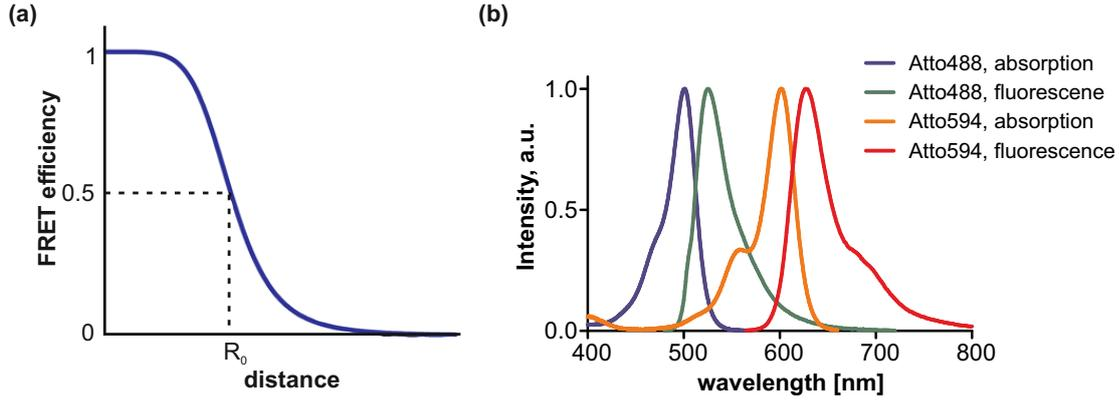 (a)
1
0.5
0
FRET efficiency
R0
distance
(b)
Atto488, absorption
Atto488, fluorescene
Atto594, absorption
Atto594, fluorescence
1.0
0.5
0.0
Intensity, a.u.
400 500 600 700 800
wavelength [nm]